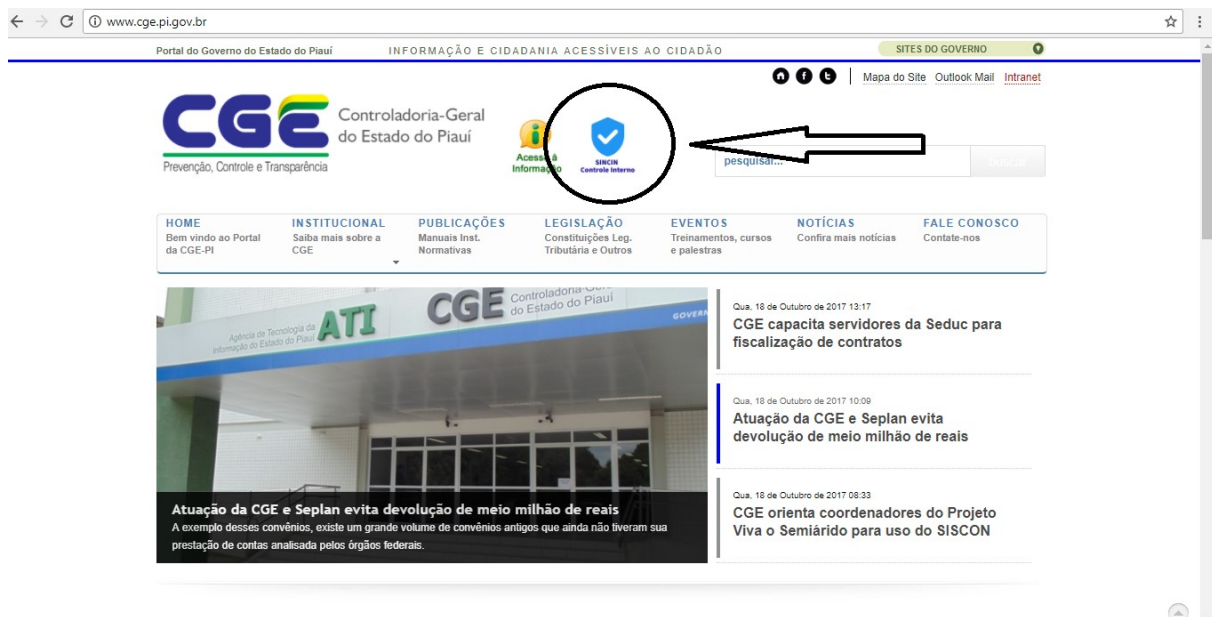 www.cge.pi.gov.br
Portal do Governo do Estado do Piauí
INFORMAÇÃO E CIDADANIA ACESSÍVEIS AO CIDADÃO
SITES DO GOVERNO
Mapa do Site Outlook Mail Intranet
CGE
Controladoria-Geral
do Estado do Piauí
Prevenção, Controle e Transparência
Acesso à
Informação
SINCIN
Controle Interno
pesquisar...
buscar
HOME
Bem vindo ao Portal
da CGE-PI
INSTITUCIONAL
Saiba mais sobre a
CGE
PUBLICAÇÕES
Manuais Inst.
Normativas
LEGISLAÇÃO
Constituições Leg.
Tributária e Outros
EVENTOS
Treinamentos, cursos
e palestras
NOTÍCIAS
Confira mais notícias
FALE CONOSCO
Contate-nos
Agência de Tecnologia da
Informação do Estado do Piauí
ATI
CGE
Controladoria-Geral
do Estado do Piauí
GOVERN
Atuação da CGE e Seplan evita devolução de meio milhão de reais
A exemplo desses convênios, existe um grande volume de convênios antigos que ainda não tiveram sua
prestação de contas analisada pelos órgãos federais.
Qua, 18 de Outubro de 2017 13:17
CGE capacita servidores da Seduc para
fiscalização de contratos
Qua, 18 de Outubro de 2017 10:09
Atuação da CGE e Seplan evita
devolução de meio milhão de reais
Qua, 18 de Outubro de 2017 08:33
CGE orienta coordenadores do Projeto
Viva o Semiárido para uso do SISCON